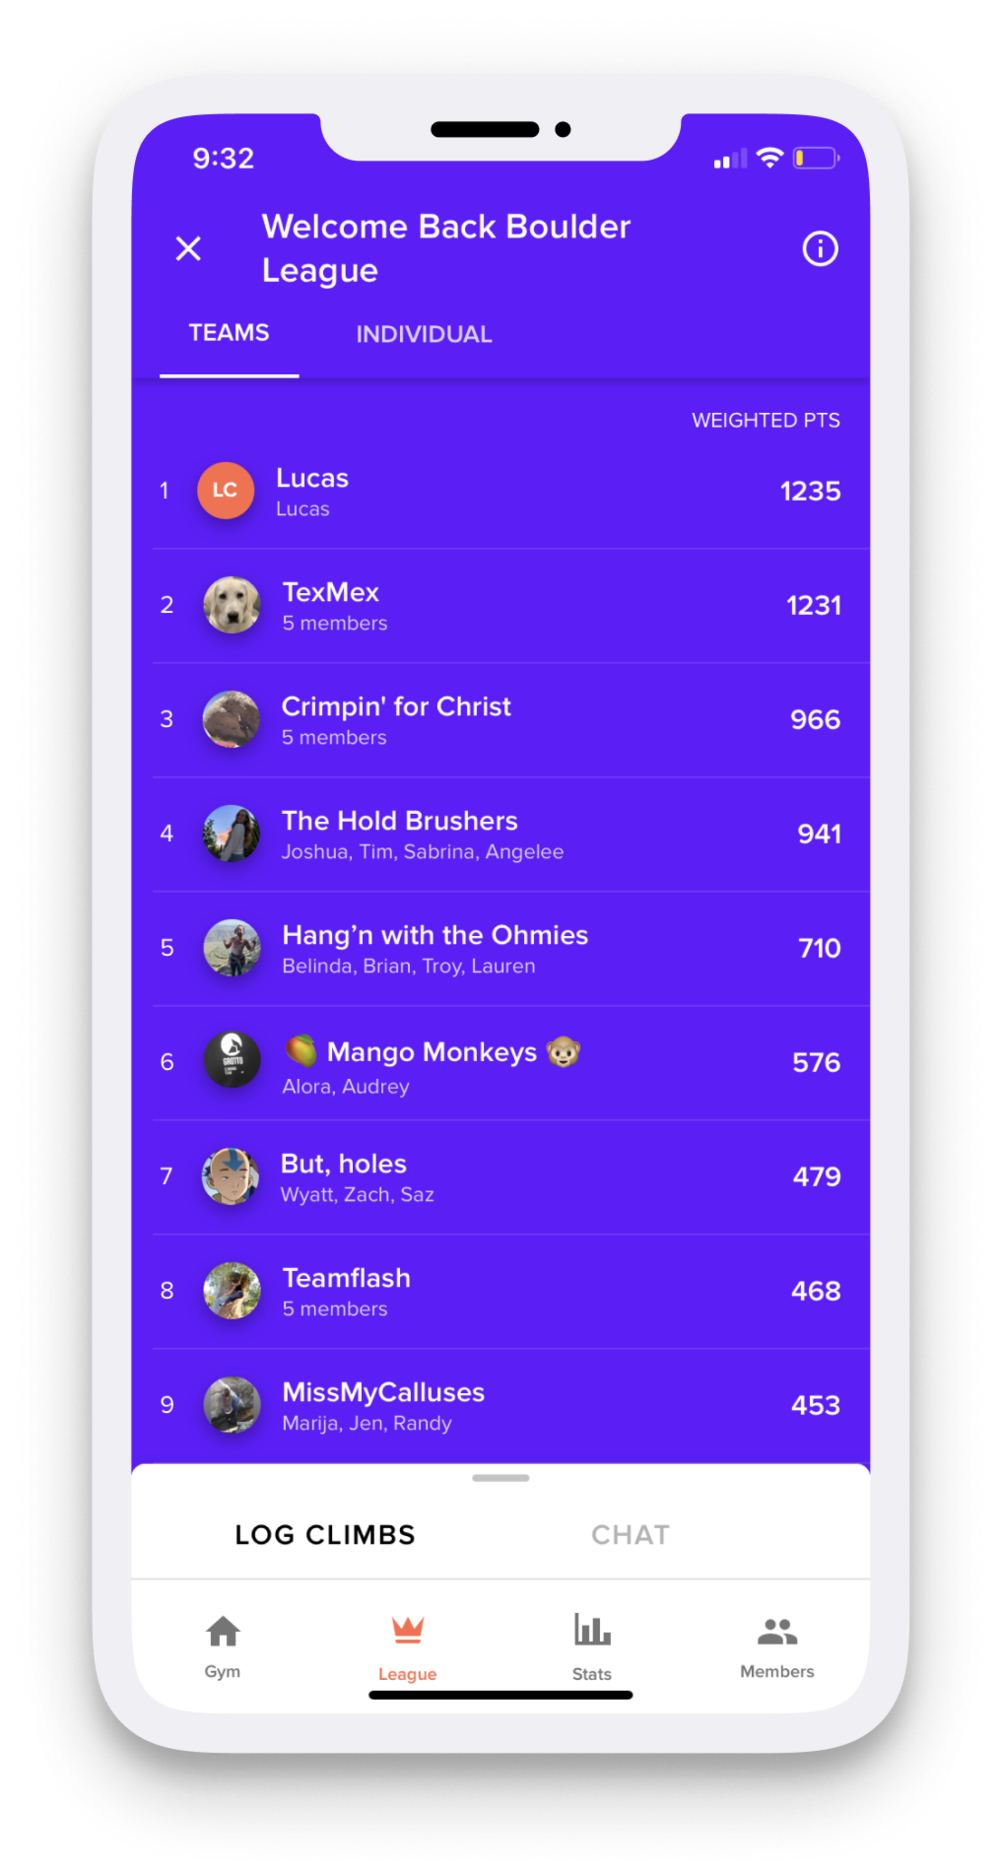 9:32
Welcome Back Boulder
League
TEAMS INDIVIDUAL
WEIGHTED PTS
1 LC Lucas 1235
Lucas
2 TexMex 1231
5 members
3 Crimpin' for Christ 966
5 members
4 The Hold Brushers 941
Joshua, Tim, Sabrina, Angelee
5 Hang’n with the Ohmies 710
Belinda, Brian, Troy, Lauren
6 GROTTO 🥭 Mango Monkeys 🐵 576
Alora, Audrey
7 But, holes 479
Wyatt, Zach, Saz
8 Teamflash 468
5 members
9 MissMyCalluses 453
Marija, Jen, Randy
LOG CLIMBS CHAT
Gym League Stats Members